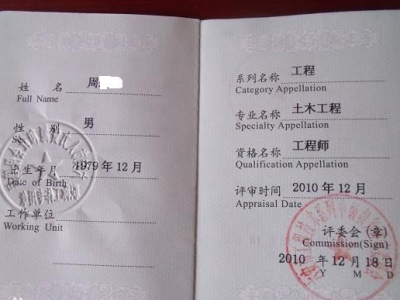 姓 名 周
Full Name
性 别 男
出生年月 1979 年 12 月
Date of Birth
工作单位
Working Unit
系列名称 工程
Category Appellation
专业名称 土木工程
Specialty Appellation
资格名称 工程师
Qualification Appellation
评审时间 2010 年 12 月
Appraisal Date
评委会 (章)
Commission(Sign)
2010 年 12 月 18 日
Y M D